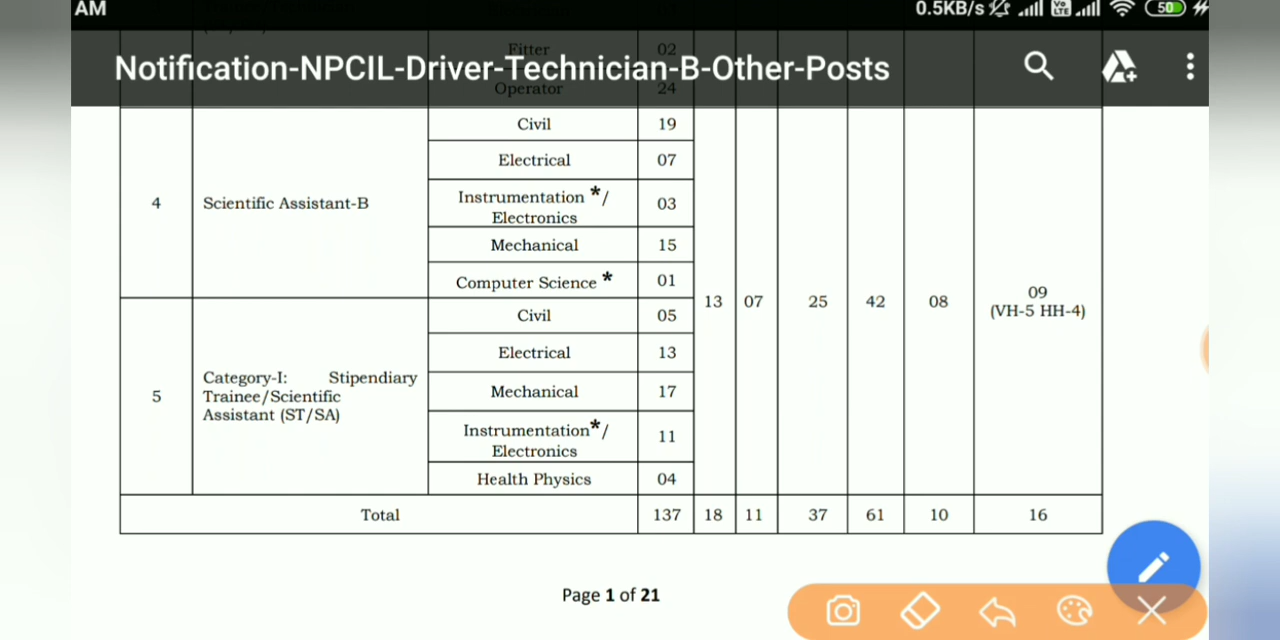 AM 0.5KB/s Vo LTE 50
Fitter 02
Notification-NPCIL-Driver-Technician-B-Other-Posts
Operator 24
4 Scientific Assistant-B
Civil 19
Electrical 07
Instrumentation */
Electronics 03
Mechanical 15
Computer Science * 01
5 Category-I: Stipendiary
Trainee/Scientific
Assistant (ST/SA)
Civil 05
Electrical 13
Mechanical 17
Instrumentation*/
Electronics 11
Health Physics 04
13 07 25 42 08 09
(VH-5 HH-4)
Total 137 18 11 37 61 10 16
Page 1 of 21